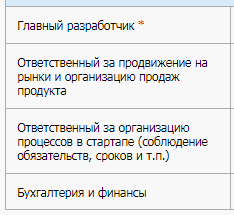 Главный разработчик *
Ответственный за продвижение на
рынки и организацию продаж
продукта
Ответственный за организацию
процессов в стартапе (соблюдение
обязательств, сроков и т.п.)
Бухгалтерия и финансы